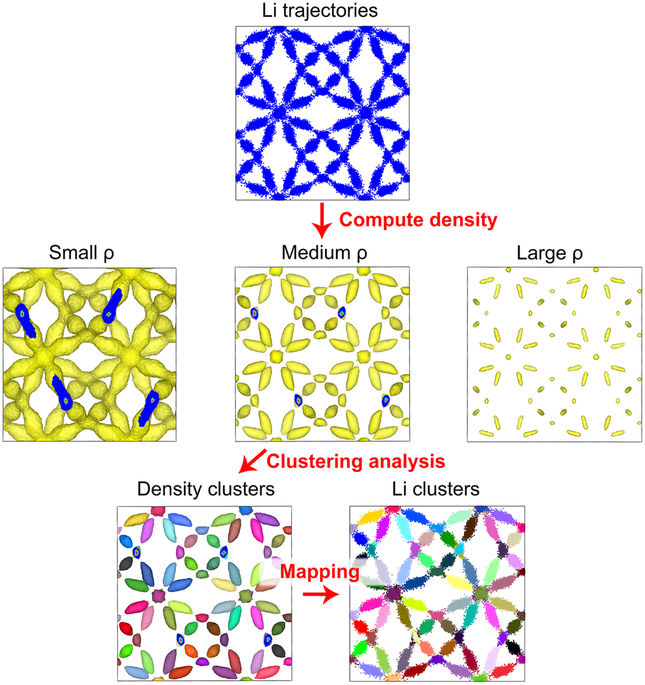 Li trajectories
Compute density
Small ρ
Medium ρ
Large ρ
Clustering analysis
Density clusters
Li clusters
Mapping